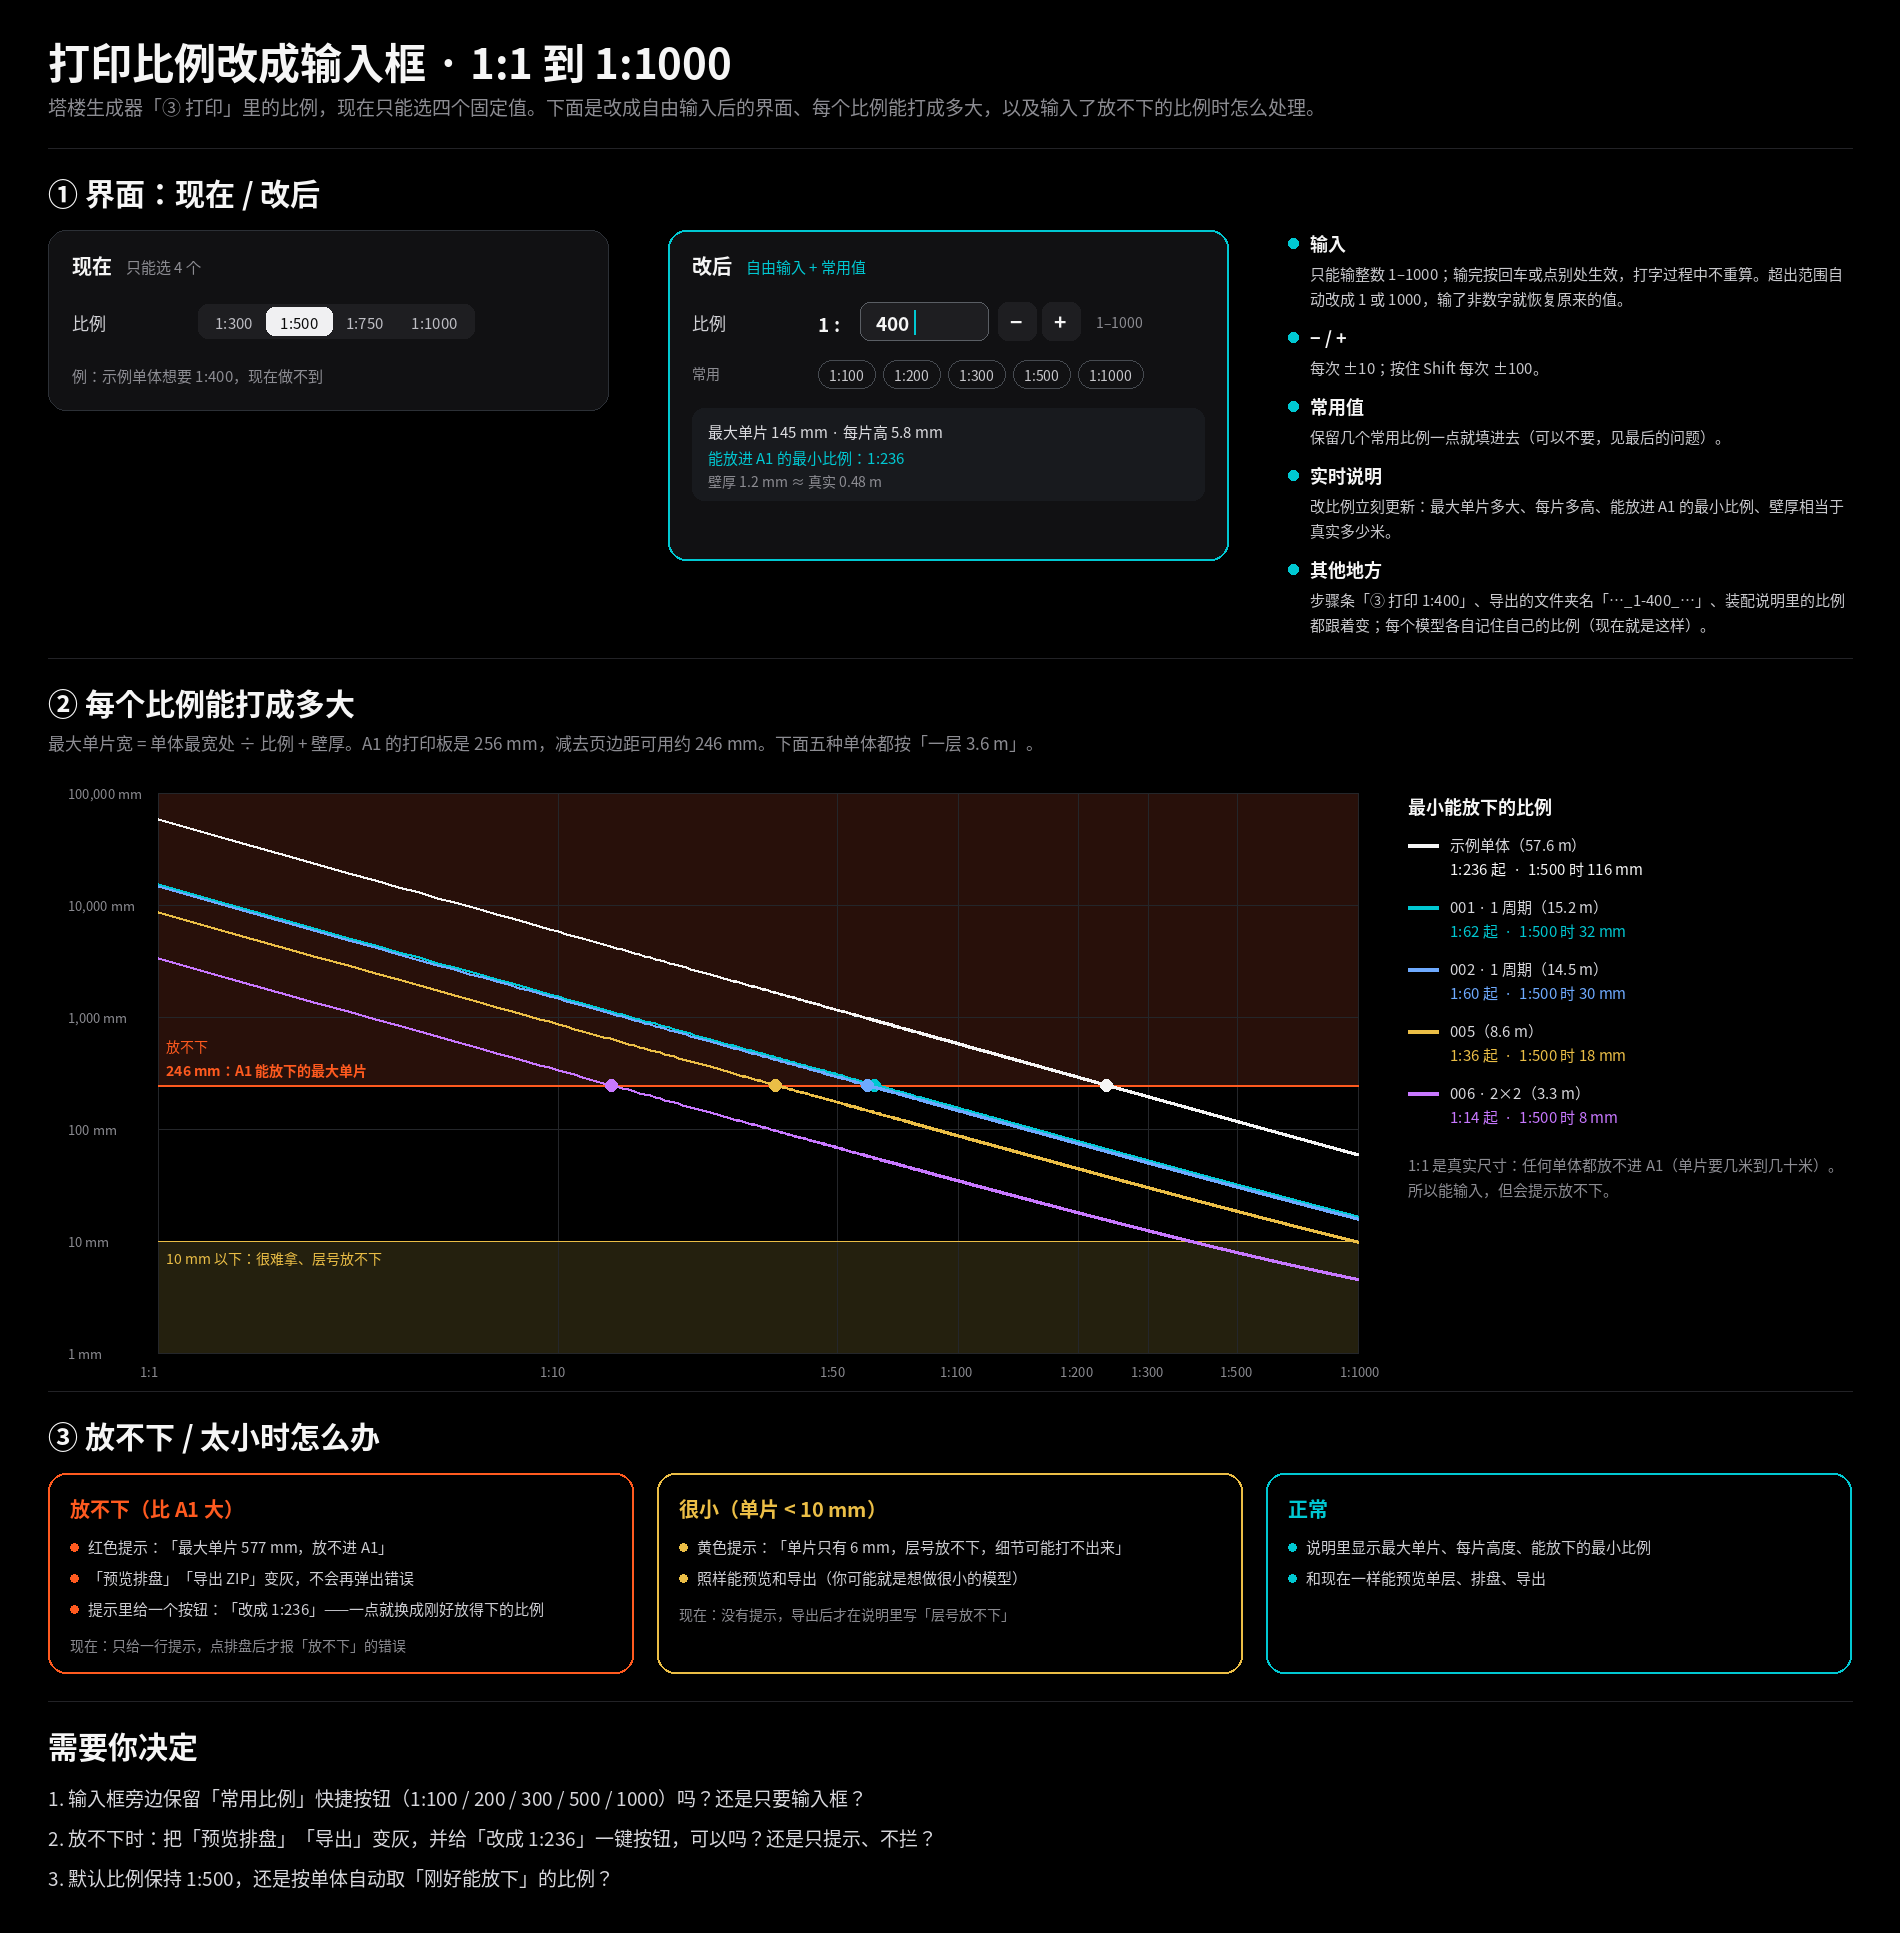 打印比例改成输入框 · 1:1 到 1:1000
塔楼生成器「③ 打印」里的比例，现在只能选四个固定值。下面是改成自由输入后的界面、每个比例能打成多大，以及输入了放不下的比例时怎么处理。
① 界面：现在 / 改后
现在 只能选 4 个
比例 1:300 1:500 1:750 1:1000
例：示例单体想要 1:400，现在做不到
改后 自由输入 + 常用值
比例 1 : 400 − + 1–1000
常用 1:100 1:200 1:300 1:500 1:1000
最大单片 145 mm · 每片高 5.8 mm
能放进 A1 的最小比例：1:236
壁厚 1.2 mm ≈ 真实 0.48 m
输入
只能输整数 1–1000；输完按回车或点别处生效，打字过程中不重算。超出范围自
动改成 1 或 1000，输了非数字就恢复原来的值。
− / +
每次 ±10；按住 Shift 每次 ±100。
常用值
保留几个常用比例一点就填进去（可以不要，见最后的问题）。
实时说明
改比例立刻更新：最大单片多大、每片多高、能放进 A1 的最小比例、壁厚相当于
真实多少米。
其他地方
步骤条「③ 打印 1:400」、导出的文件夹名「…_1-400_…」、装配说明里的比例
都跟着变；每个模型各自记住自己的比例（现在就是这样）。
② 每个比例能打成多大
最大单片宽 = 单体最宽处 ÷ 比例 + 壁厚。A1 的打印板是 256 mm，减去页边距可用约 246 mm。下面五种单体都按「一层 3.6 m」。
100,000 mm
10,000 mm
1,000 mm
放不下
246 mm：A1 能放下的最大单片
100 mm
10 mm
10 mm 以下：很难拿、层号放不下
1 mm
1:1 1:10 1:50 1:100 1:200 1:300 1:500 1:1000
最小能放下的比例
示例单体（57.6 m）
1:236 起 · 1:500 时 116 mm
001 · 1 周期（15.2 m）
1:62 起 · 1:500 时 32 mm
002 · 1 周期（14.5 m）
1:60 起 · 1:500 时 30 mm
005（8.6 m）
1:36 起 · 1:500 时 18 mm
006 · 2×2（3.3 m）
1:14 起 · 1:500 时 8 mm
1:1 是真实尺寸：任何单体都放不进 A1（单片要几米到几十米）。
所以能输入，但会提示放不下。
③ 放不下 / 太小时怎么办
放不下（比 A1 大）
红色提示：「最大单片 577 mm，放不进 A1」
「预览排盘」「导出 ZIP」变灰，不会再弹出错误
提示里给一个按钮：「改成 1:236」——一点就换成刚好放得下的比例
现在：只给一行提示，点排盘后才报「放不下」的错误
很小（单片 < 10 mm）
黄色提示：「单片只有 6 mm，层号放不下，细节可能打不出来」
照样能预览和导出（你可能就是想做很小的模型）
现在：没有提示，导出后才在说明里写「层号放不下」
正常
说明里显示最大单片、每片高度、能放下的最小比例
和现在一样能预览单层、排盘、导出
需要你决定
1. 输入框旁边保留「常用比例」快捷按钮（1:100 / 200 / 300 / 500 / 1000）吗？还是只要输入框？
2. 放不下时：把「预览排盘」「导出」变灰，并给「改成 1:236」一键按钮，可以吗？还是只提示、不拦？
3. 默认比例保持 1:500，还是按单体自动取「刚好能放下」的比例？